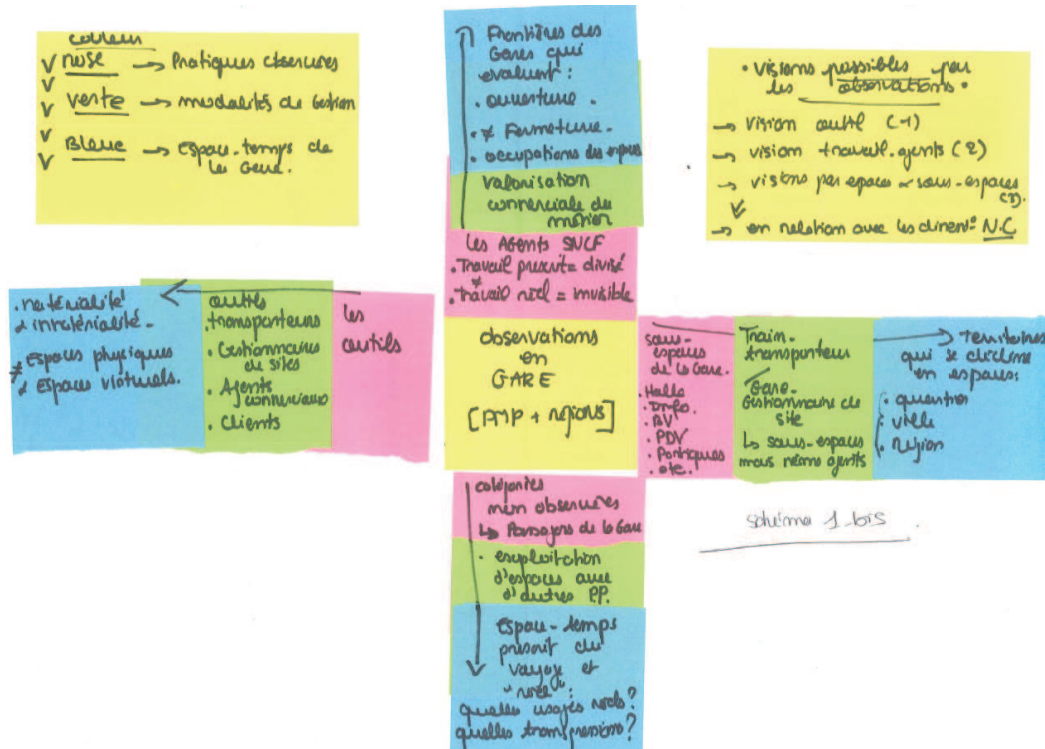 couleur
v rose → Pratiques observées
v
v verte → modalités de Gestion
v
v Bleue → espace-temps de
la Gare.
Frontières des
Gares qui
évoluent :
• ouverture.
• ≠ Fermeture.
• occupations des espaces
valorisation
commerciale du
métier
les Agents SNCF
• Travail prescrit = divisé
≠
• travail réel = invisible
• visions possibles par
les observations •
→ vision outil (1)
→ vision travail-agents (2)
→ visions par espaces & sous-espaces
(3).
→ en relation avec les dimen° N.C
• matérialité
& immatérialité-
≠ Espaces physiques
& Espaces virtuels.
outils
• transporteurs
• Gestionnaires
de sites
• Agents
commerciaux
• Clients
les
outils
observations
en
GARE
[PMP + régions]
sous-
espaces
de la Gare.
• Halls
• Info.
• BV
• PDV
• Portiques
• etc.
Train-
transporteur
Gare-
Gestionnaire de
site
↳ sous-espaces
mais même agents
Territoires
qui se décline
en espaces:
• quartier
• ville
• région
catégories
non observées
↳ Passagers de la Gare
• exploitation
d'espaces avec
d'autres PP.
Espace-temps
prescrit du
voyage et
"réel" :
quelles usages réels?
quelles transgressions?
schéma 1 bis.